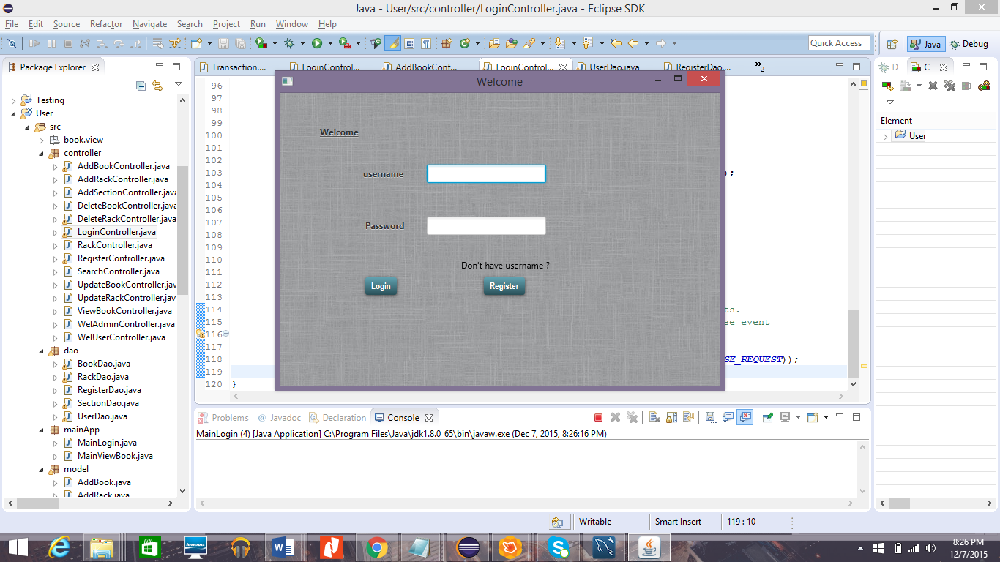 Java - User/src/controller/LoginController.java - Eclipse SDK
File Edit Source Refactor Navigate Search Project Run Window Help
Quick Access
Java
Debug
Package Explorer
Transaction....
LoginControl...
AddBookCont...
LoginControl...
UserDao.java
RegisterDao....
2
D
C
Testing
User
src
book.view
controller
AddBookController.java
AddRackController.java
AddSectionController.java
DeleteBookController.java
DeleteRackController.java
LoginController.java
RackController.java
RegisterController.java
SearchController.java
UpdateBookController.jav
UpdateRackController.java
ViewBookController.java
WelAdminController.java
WelUserController.java
dao
BookDao.java
RackDao.java
RegisterDao.java
SectionDao.java
UserDao.java
mainApp
MainLogin.java
MainViewBook.java
model
AddBook.java
AddRack.java
96
97
98
99
100
101
102
103 );
104
105
106
107
108
109
110
111
112
113
114 ts.
115 se event
116
117
118 SE_REQUEST));
119
120 }
Welcome
Welcome
username
Password
Don't have username ?
Login
Register
Element
User
Problems
@ Javadoc
Declaration
Console
MainLogin (4) [Java Application] C:\Program Files\Java\jdk1.8.0_65\bin\javaw.exe (Dec 7, 2015, 8:26:16 PM)
Writable
Smart Insert
119 : 10
lenovo
8:26 PM
12/7/2015